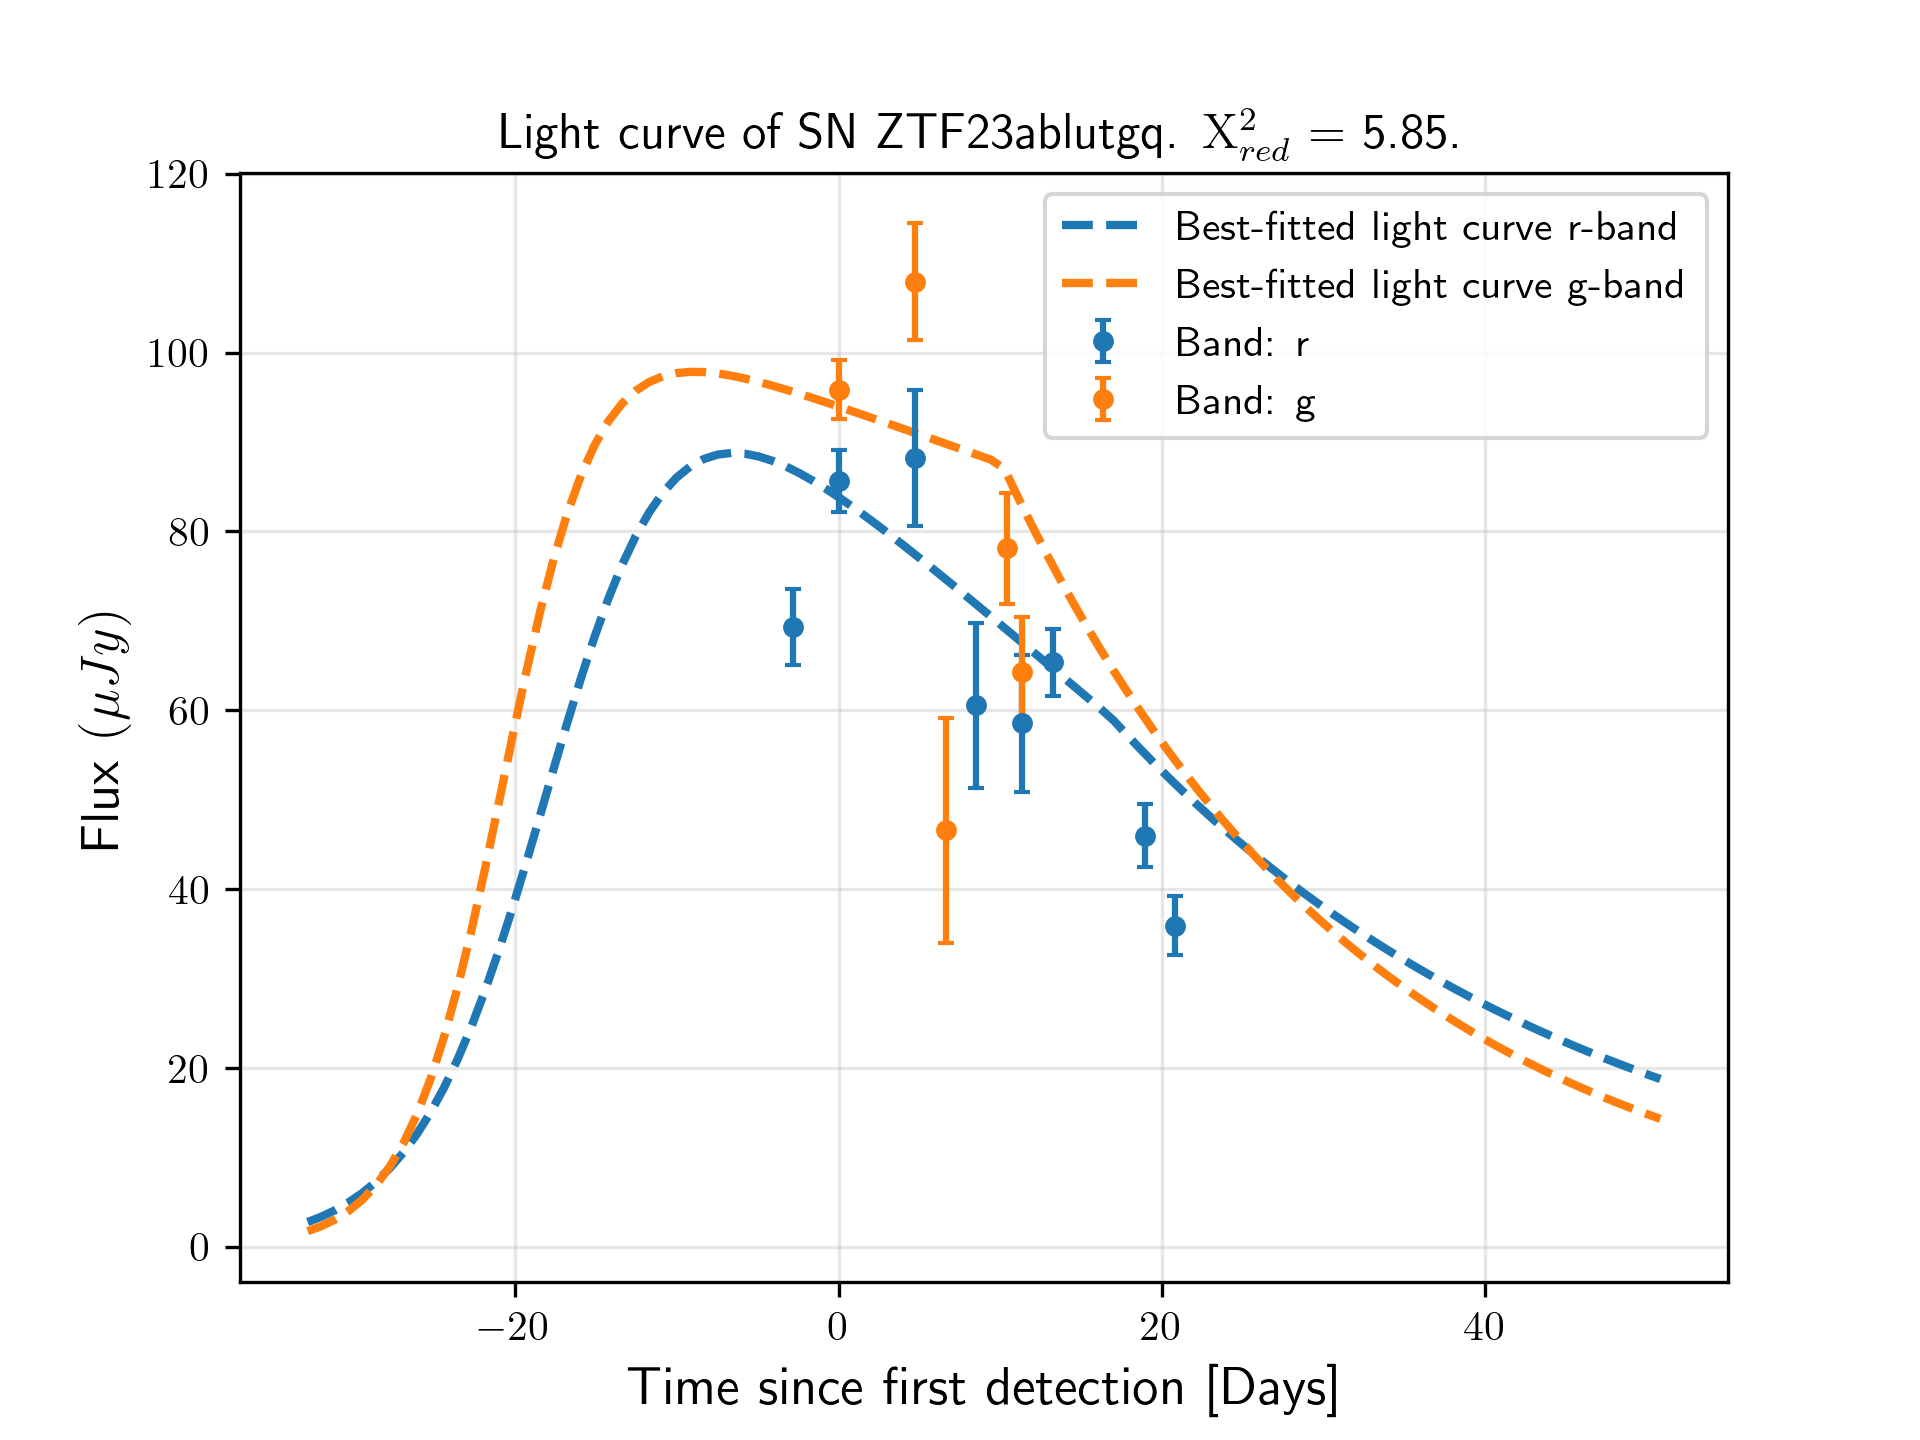 Light curve of SN ZTF23ablutgq. X²_red = 5.85.
120
100
80
60
40
20
0
Flux (μJy)
Best-fitted light curve r-band
Best-fitted light curve g-band
Band: r
Band: g
−20 0 20 40
Time since first detection [Days]